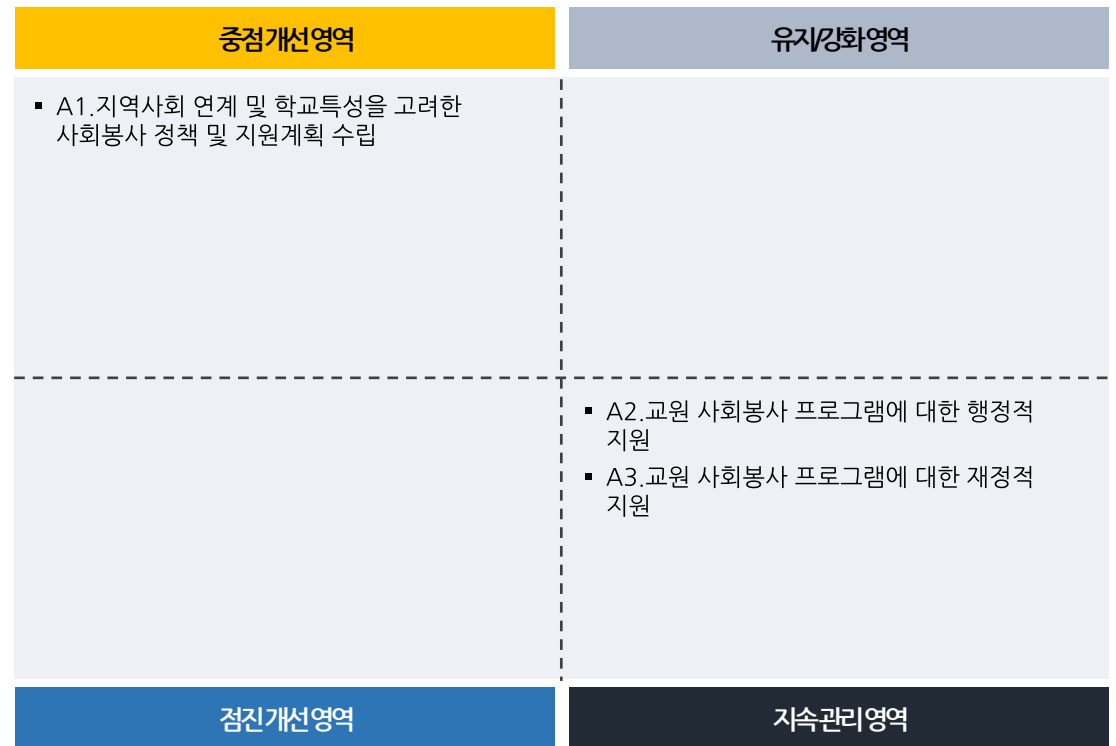 중점개선영역
유지/강화영역
▪ A1.지역사회 연계 및 학교특성을 고려한
사회봉사 정책 및 지원계획 수립
▪ A2.교원 사회봉사 프로그램에 대한 행정적
지원
▪ A3.교원 사회봉사 프로그램에 대한 재정적
지원
점진개선영역
지속관리영역